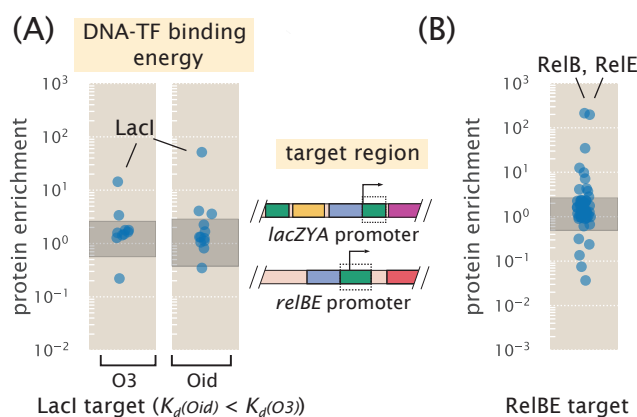 (A)
DNA-TF binding
energy
protein enrichment
10³
10²
10¹
10⁰
10⁻¹
10⁻²
LacI
O3
Oid
LacI target (K_d(Oid) < K_d(O3))
target region
// //
lacZYA promoter
// //
relBE promoter
(B)
RelB, RelE
protein enrichment
10³
10²
10¹
10⁰
10⁻¹
10⁻²
10⁻³
RelBE target